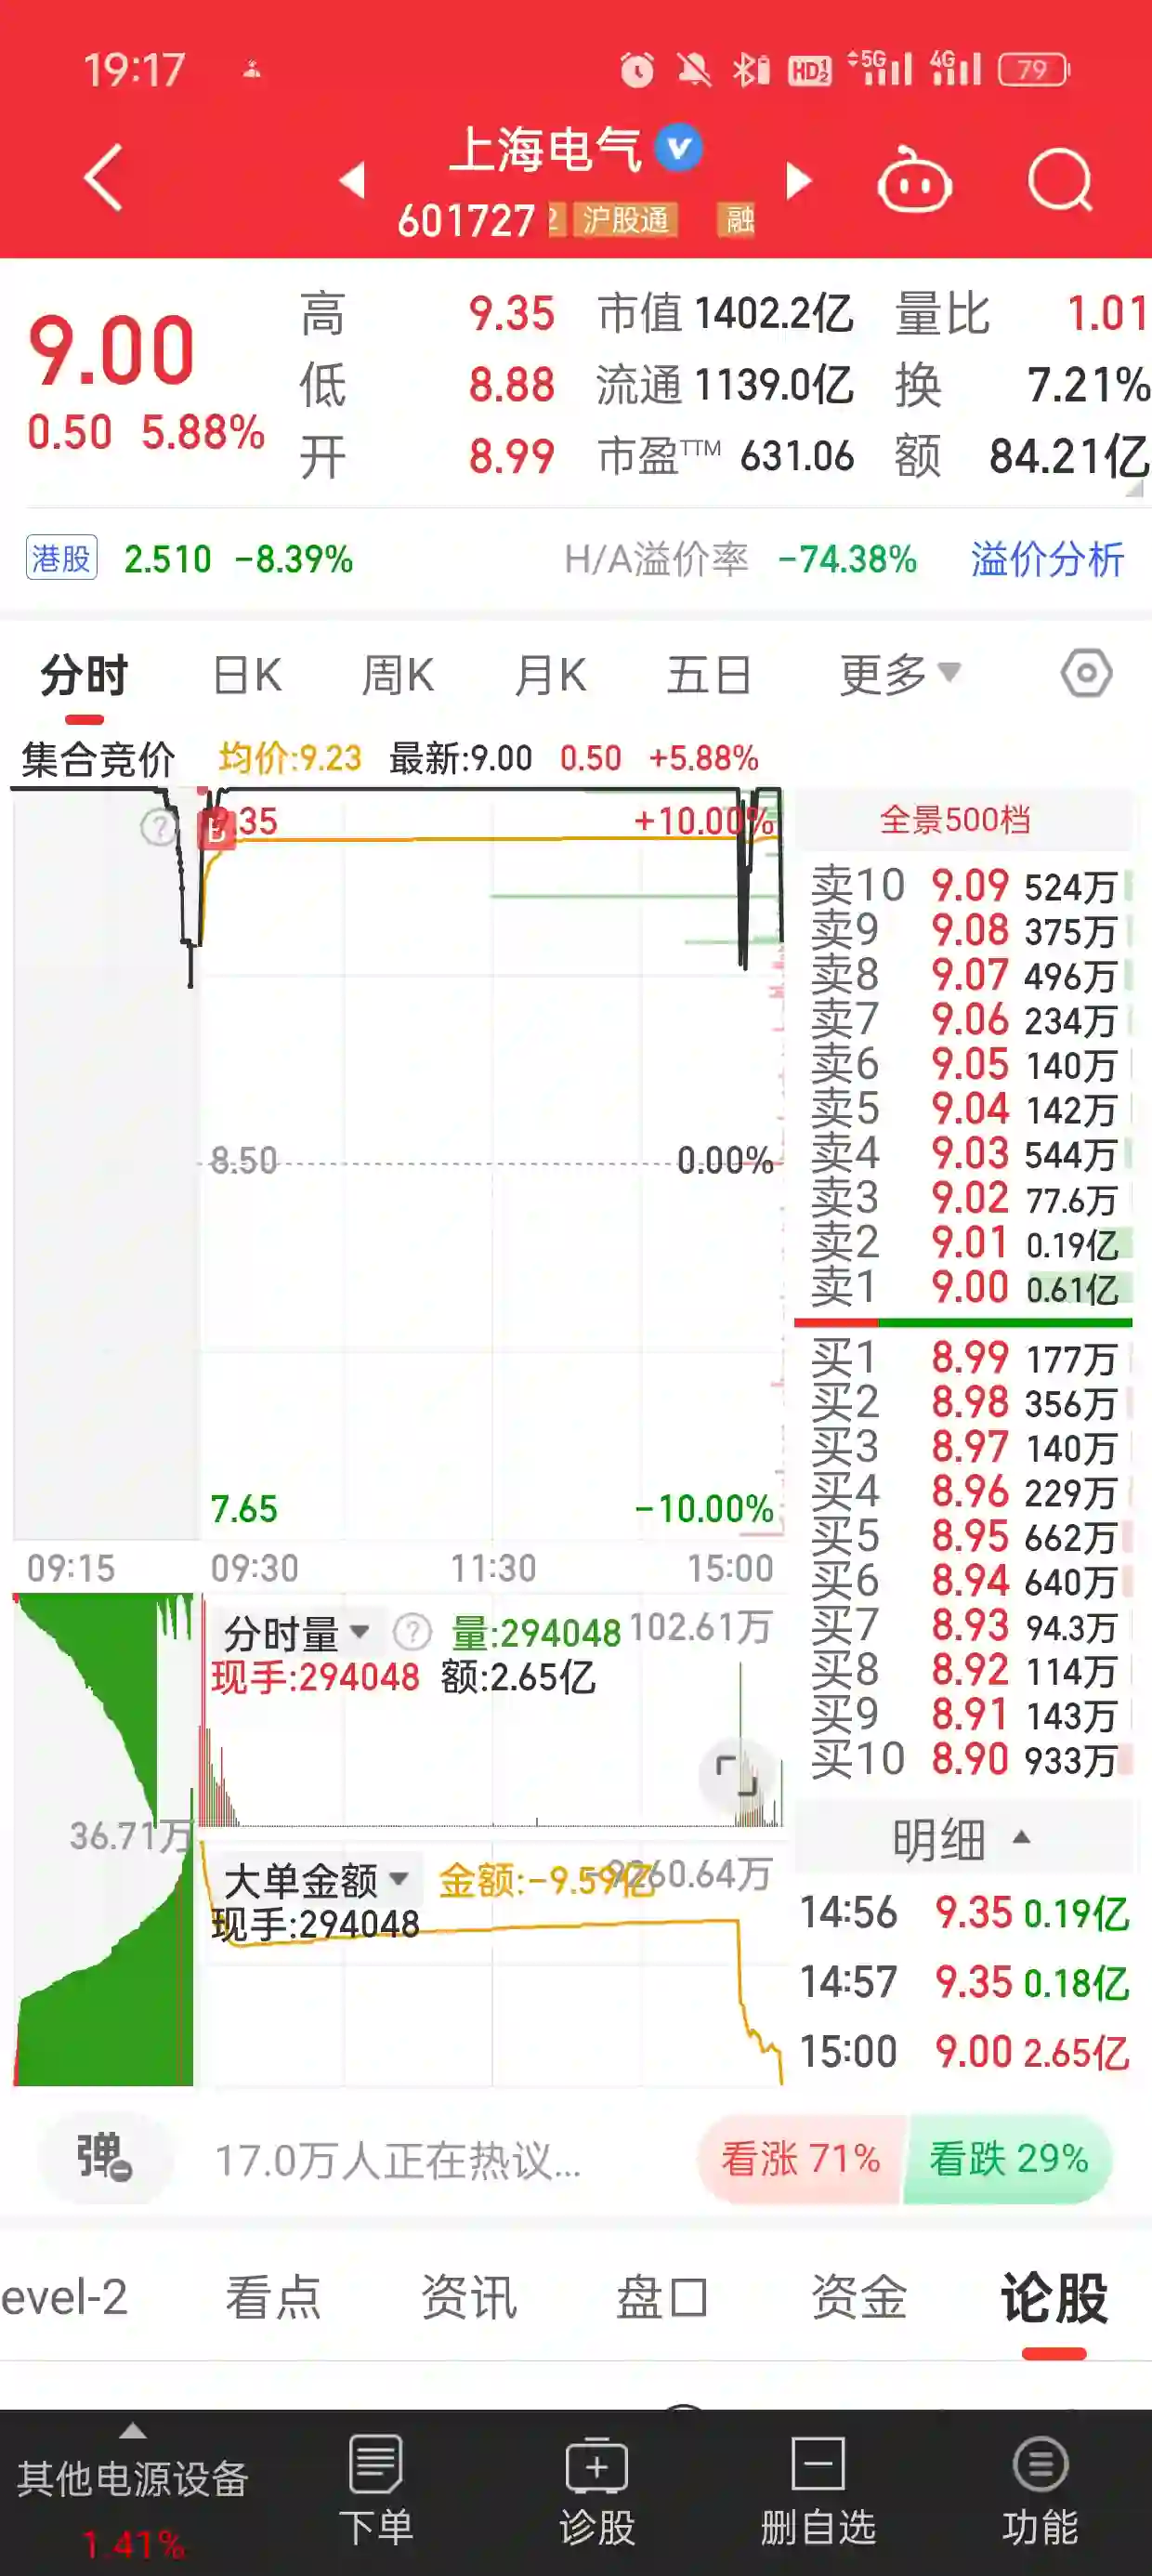 19:17 HD 5G 4G 79
上海电气
601727 沪股通 融
9.00
0.50 5.88%
高 9.35 市值 1402.2亿 量比 1.01
低 8.88 流通 1139.0亿 换 7.21%
开 8.99 市盈TTM 631.06 额 84.21亿
港股 2.510 -8.39% H/A溢价率 -74.38% 溢价分析
分时 日K 周K 月K 五日 更多
集合竞价 均价:9.23 最新:9.00 0.50 +5.88%
.35 +10.00%
8.50 0.00%
7.65 -10.00%
09:15 09:30 11:30 15:00
分时量 量:294048 102.61万
现手:294048 额:2.65亿
36.71万
大单金额 金额:-9.59亿 260.64万
现手:294048
全景500档
卖10 9.09 524万
卖9 9.08 375万
卖8 9.07 496万
卖7 9.06 234万
卖6 9.05 140万
卖5 9.04 142万
卖4 9.03 544万
卖3 9.02 77.6万
卖2 9.01 0.19亿
卖1 9.00 0.61亿
买1 8.99 177万
买2 8.98 356万
买3 8.97 140万
买4 8.96 229万
买5 8.95 662万
买6 8.94 640万
买7 8.93 94.3万
买8 8.92 114万
买9 8.91 143万
买10 8.90 933万
明细
14:56 9.35 0.19亿
14:57 9.35 0.18亿
15:00 9.00 2.65亿
弹 17.0万人正在热议... 看涨 71% 看跌 29%
evel-2 看点 资讯 盘口 资金 论股
其他电源设备
1.41%
下单 诊股 删自选 功能